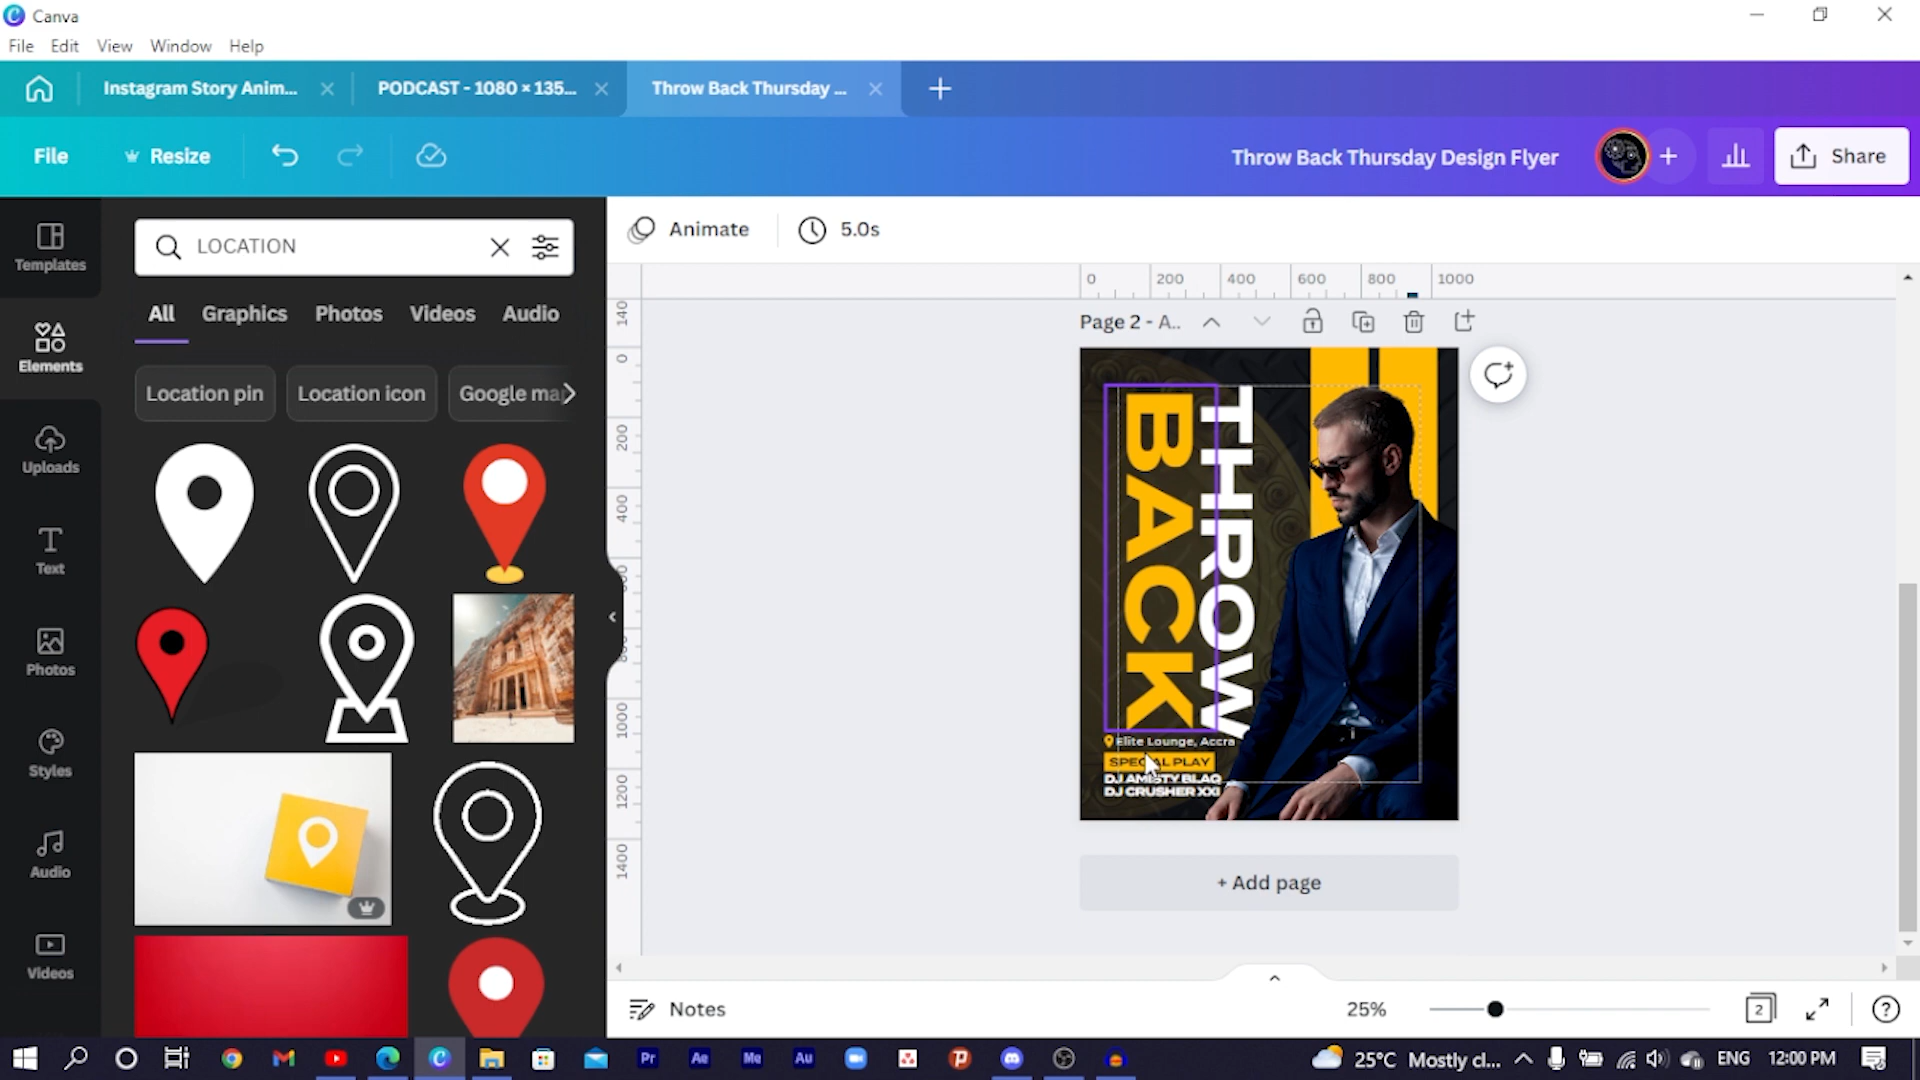 Canva
File Edit View Window Help
Instagram Story Anim...
PODCAST - 1080 × 135...
Throw Back Thursday ...
File
Resize
Throw Back Thursday Design Flyer
Share
Templates
Elements
Uploads
Text
Photos
Styles
Audio
Videos
LOCATION
All Graphics Photos Videos Audio
Location pin
Location icon
Google ma
Animate
5.0s
0 200 400 600 800 1000
140
0
200
400
1000
1200
1400
Page 2 - A..
BACK
THROW
Elite Lounge, Accra
SPECIAL PLAY
DJ AMISTY BLAQ
DJ CRUSHER XXI
+ Add page
Notes
25%
2
?
Pr Ae Me Au
25°C Mostly cl...
ENG
12:00 PM